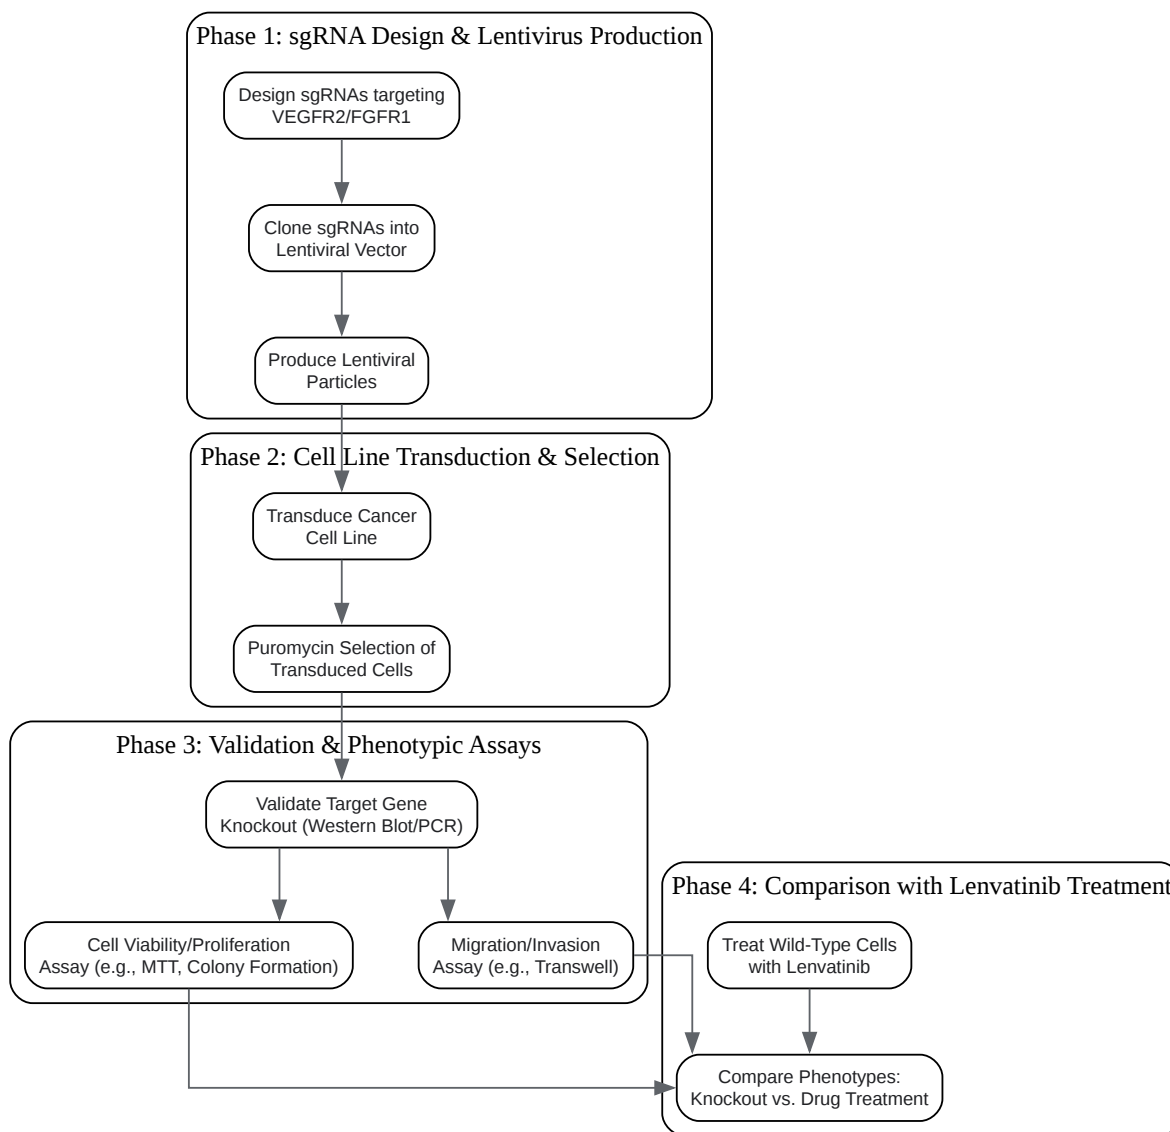 Phase 1: sgRNA Design & Lentivirus Production
Design sgRNAs targeting
VEGFR2/FGFR1
Clone sgRNAs into
Lentiviral Vector
Produce Lentiviral
Particles
Phase 2: Cell Line Transduction & Selection
Transduce Cancer
Cell Line
Puromycin Selection of
Transduced Cells
Phase 3: Validation & Phenotypic Assays
Validate Target Gene
Knockout (Western Blot/PCR)
Cell Viability/Proliferation
Assay (e.g., MTT, Colony Formation)
Migration/Invasion
Assay (e.g., Transwell)
Phase 4: Comparison with Lenvatinib Treatment
Treat Wild-Type Cells
with Lenvatinib
Compare Phenotypes:
Knockout vs. Drug Treatment